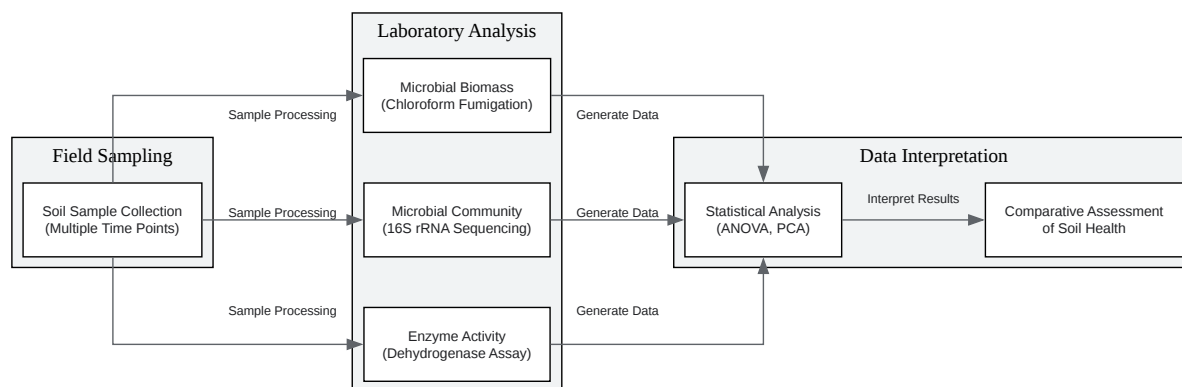 Laboratory Analysis
Microbial Biomass
(Chloroform Fumigation)
Sample Processing
Generate Data
Field Sampling
Data Interpretation
Soil Sample Collection
(Multiple Time Points)
Sample Processing
Microbial Community
(16S rRNA Sequencing)
Generate Data
Statistical Analysis
(ANOVA, PCA)
Interpret Results
Comparative Assessment
of Soil Health
Sample Processing
Generate Data
Enzyme Activity
(Dehydrogenase Assay)